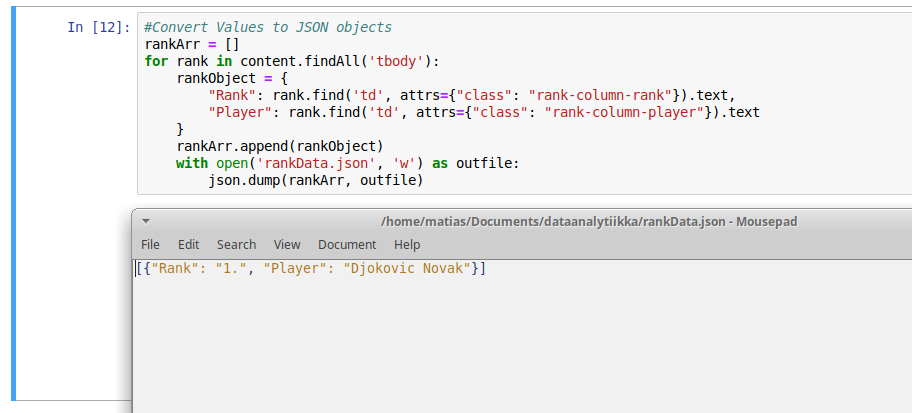 In [12]: #Convert Values to JSON objects
rankArr = []
for rank in content.findAll('tbody'):
    rankObject = {
        "Rank": rank.find('td', attrs={"class": "rank-column-rank"}).text,
        "Player": rank.find('td', attrs={"class": "rank-column-player"}).text
    }
    rankArr.append(rankObject)
    with open('rankData.json', 'w') as outfile:
        json.dump(rankArr, outfile)
/home/matias/Documents/dataanalytiikka/rankData.json - Mousepad
File Edit Search View Document Help
[{"Rank": "1.", "Player": "Djokovic Novak"}]